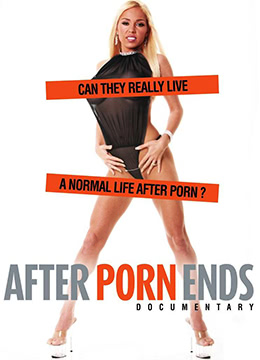 CAN THEY REALLY LIVE
A NORMAL LIFE AFTER PORN ?
AFTER PORN ENDS
DOCUMENTARY